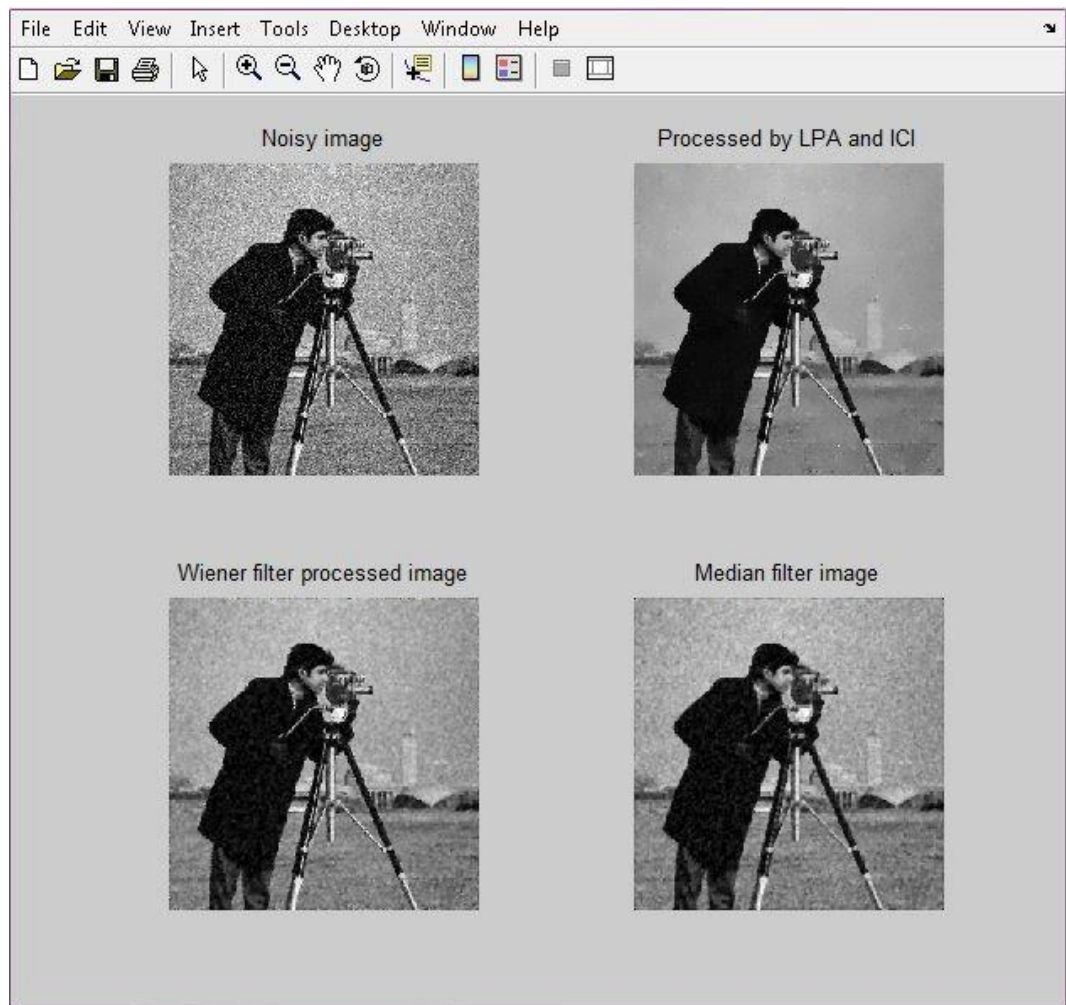 File Edit View Insert Tools Desktop Window Help
Noisy image
Processed by LPA and ICI
Wiener filter processed image
Median filter image